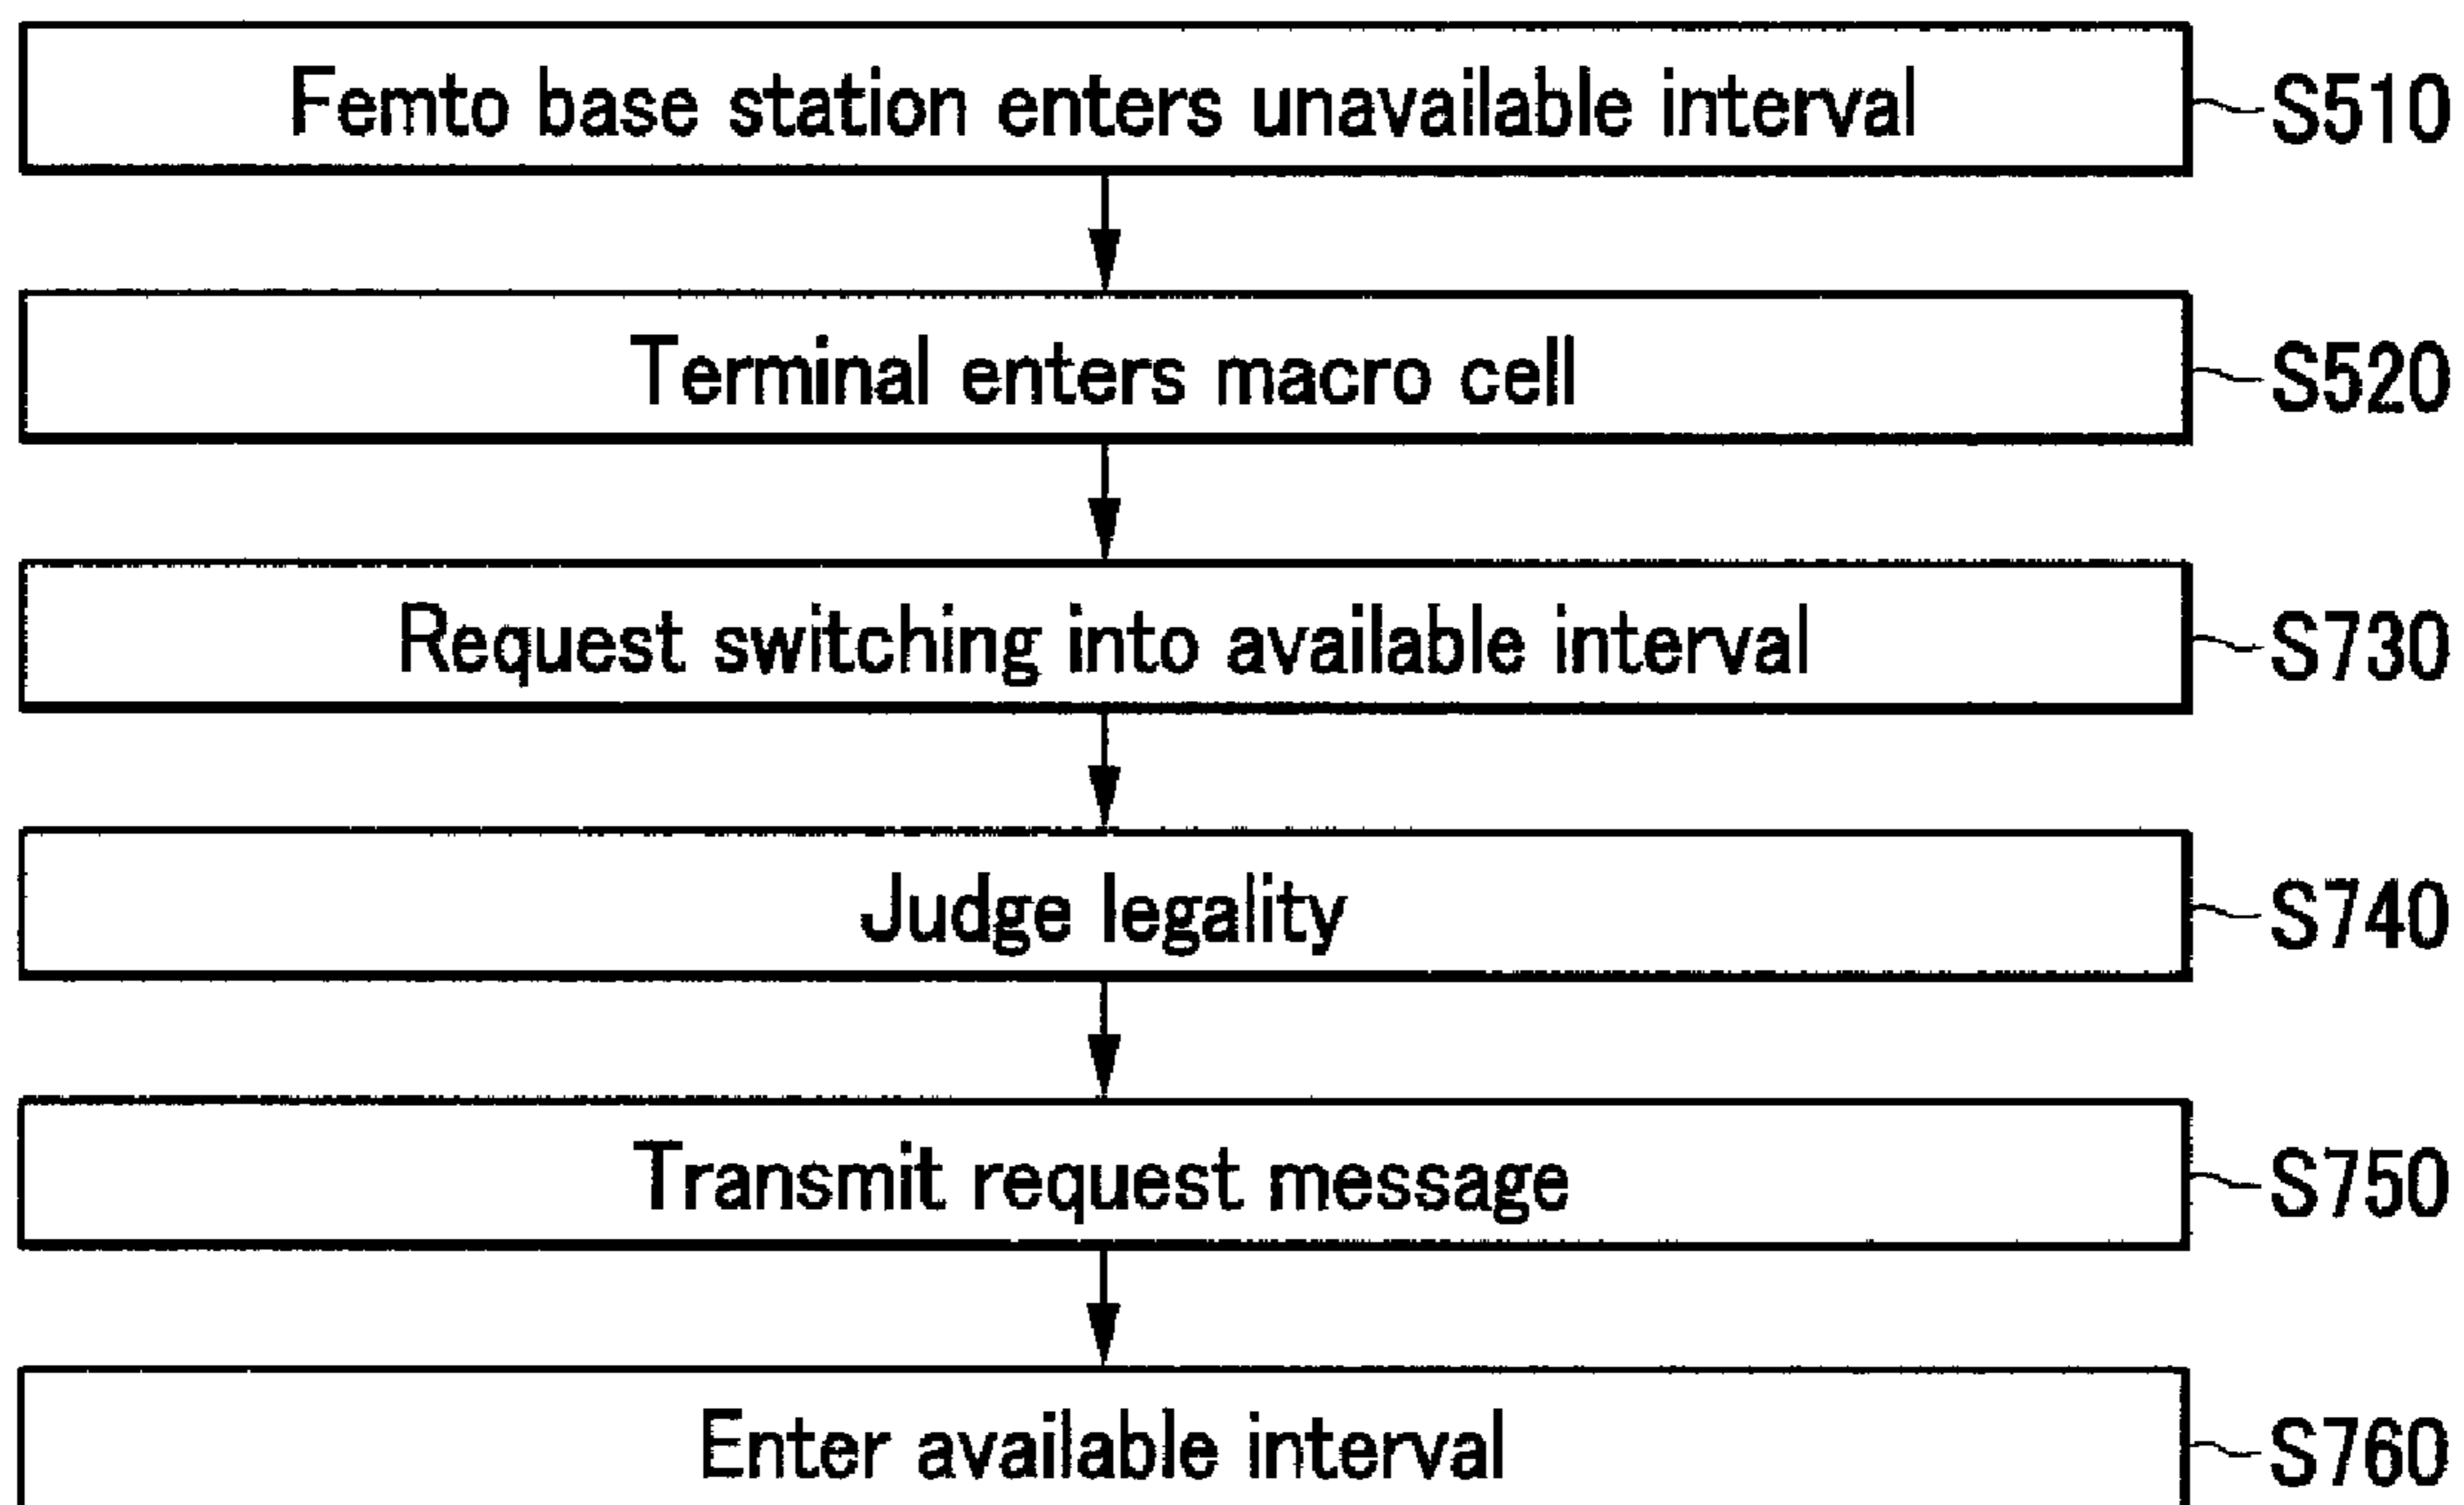 Femto base station enters unavailable interval S510
Terminal enters macro cell S520
Request switching into available interval S730
Judge legality S740
Transmit request message S750
Enter available interval S760